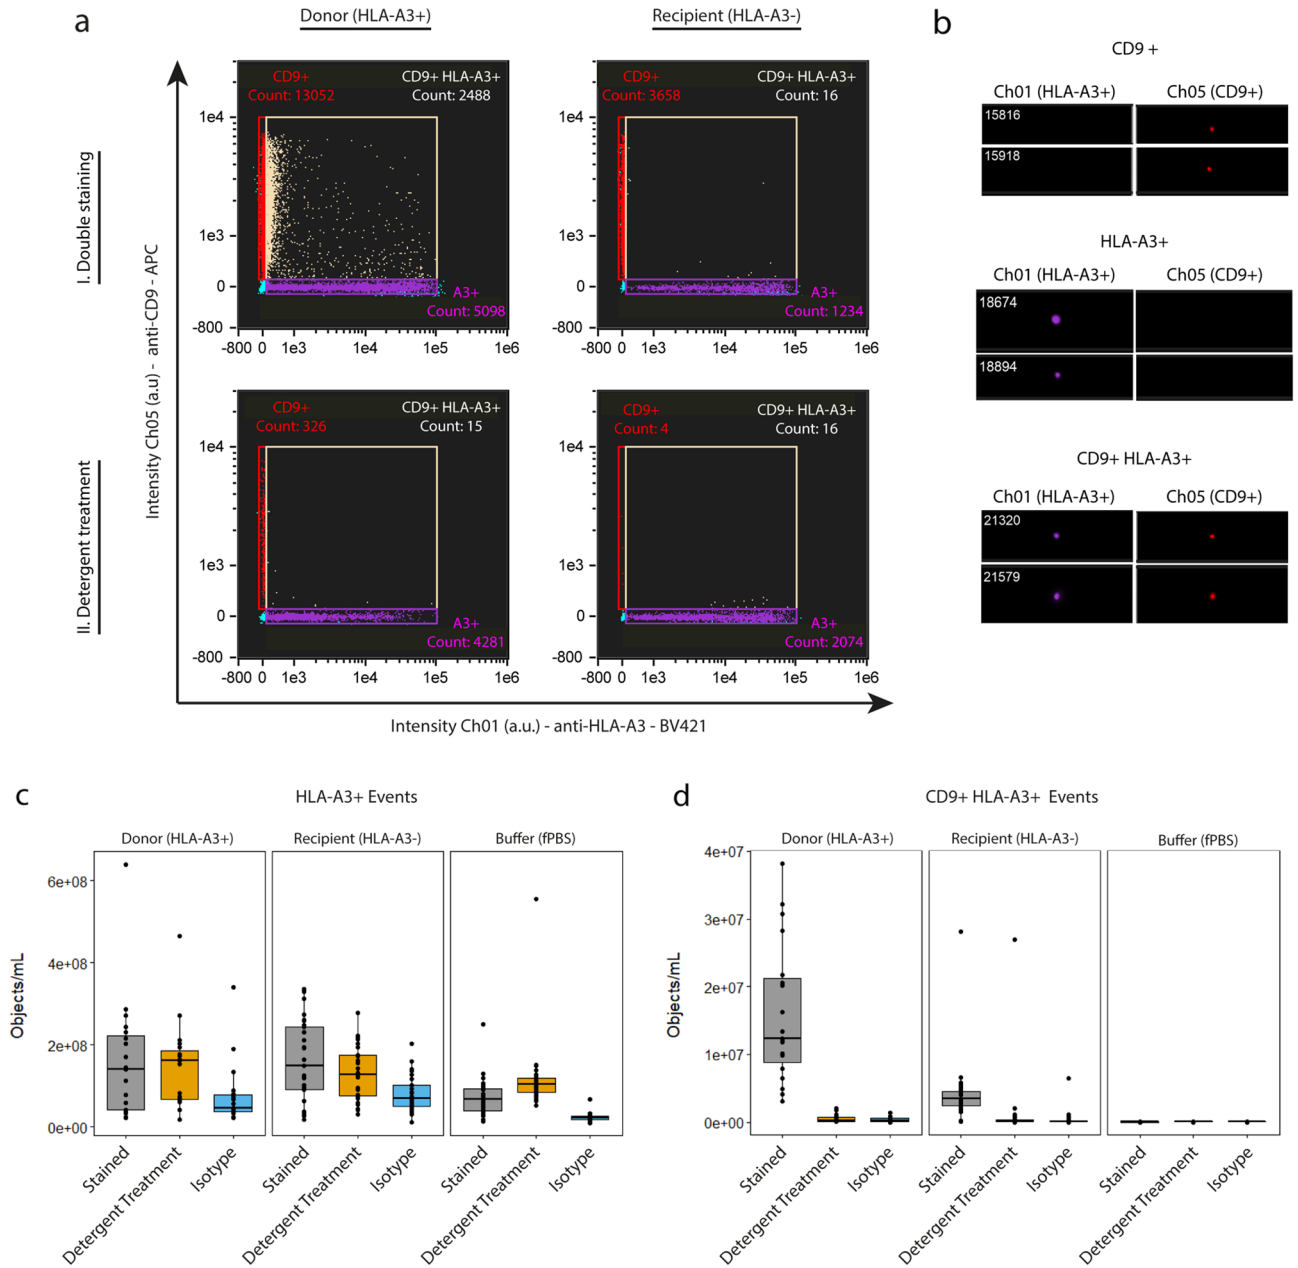 a
Donor (HLA-A3+)
Recipient (HLA-A3-)
I. Double staining
II. Detergent treatment
Intensity Ch05 (a.u) - anti-CD9 - APC
CD9+
Count: 13052
CD9+ HLA-A3+
Count: 2488
1e4
1e3
0
-800
A3+
Count: 5098
-800 0 1e3 1e4 1e5 1e6
CD9+
Count: 3658
CD9+ HLA-A3+
Count: 16
1e4
1e3
0
-800
A3+
Count: 1234
-800 0 1e3 1e4 1e5 1e6
CD9+
Count: 326
CD9+ HLA-A3+
Count: 15
1e4
1e3
0
-800
A3+
Count: 4281
-800 0 1e3 1e4 1e5 1e6
CD9+
Count: 4
CD9+ HLA-A3+
Count: 16
1e4
1e3
0
-800
A3+
Count: 2074
-800 0 1e3 1e4 1e5 1e6
Intensity Ch01 (a.u.) - anti-HLA-A3 - BV421
b
CD9 +
Ch01 (HLA-A3+) Ch05 (CD9+)
15816
15918
HLA-A3+
Ch01 (HLA-A3+) Ch05 (CD9+)
18674
18894
CD9+ HLA-A3+
Ch01 (HLA-A3+) Ch05 (CD9+)
21320
21579
c
HLA-A3+ Events
Donor (HLA-A3+) Recipient (HLA-A3-) Buffer (fPBS)
Objects/mL
6e+08
4e+08
2e+08
0e+00
Stained Detergent Treatment Isotype Stained Detergent Treatment Isotype Stained Detergent Treatment Isotype
d
CD9+ HLA-A3+ Events
Donor (HLA-A3+) Recipient (HLA-A3-) Buffer (fPBS)
Objects/mL
4e+07
3e+07
2e+07
1e+07
0e+00
Stained Detergent Treatment Isotype Stained Detergent Treatment Isotype Stained Detergent Treatment Isotype